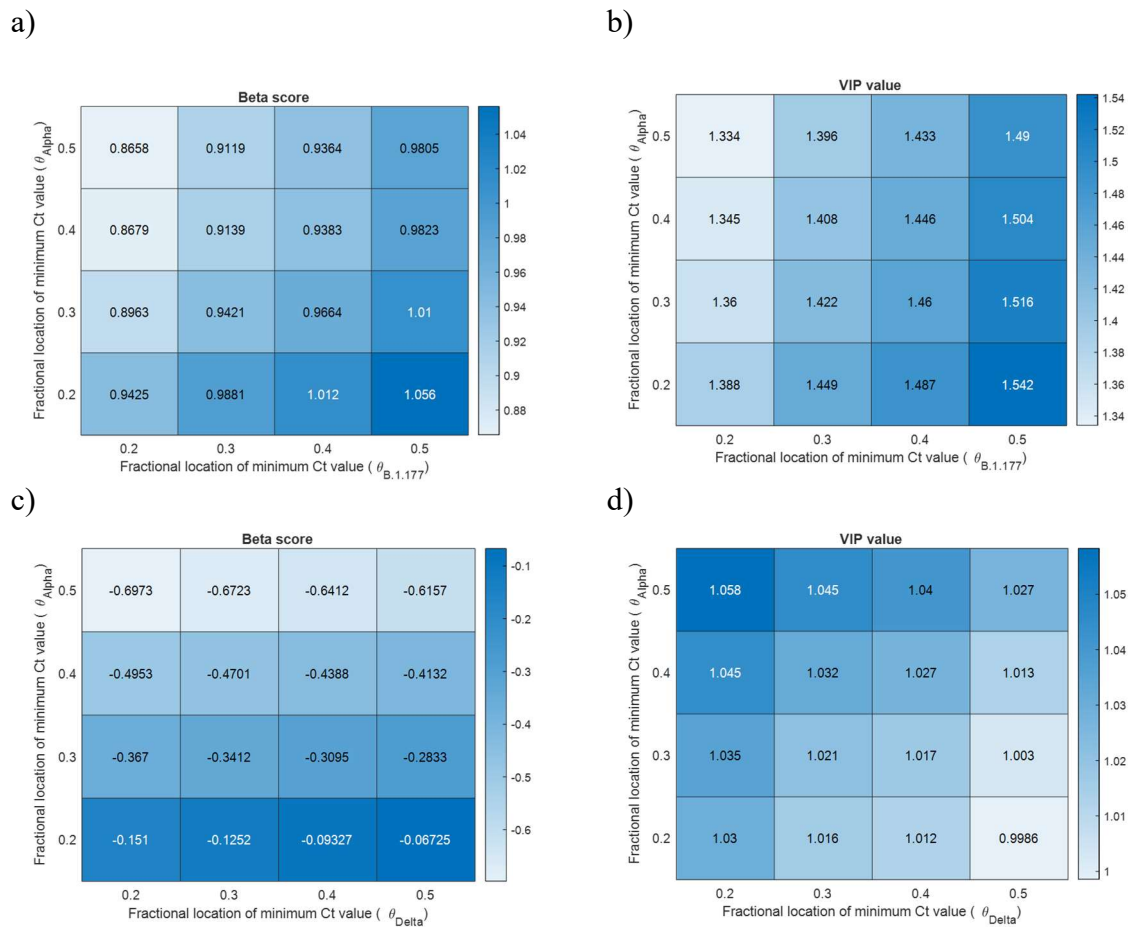 a)
Beta score
Fractional location of minimum Ct value ( θAlpha)
0.5 0.8658 0.9119 0.9364 0.9805
0.4 0.8679 0.9139 0.9383 0.9823
0.3 0.8963 0.9421 0.9664 1.01
0.2 0.9425 0.9881 1.012 1.056
0.2 0.3 0.4 0.5
Fractional location of minimum Ct value ( θB.1.177)
1.04
1.02
1
0.98
0.96
0.94
0.92
0.9
0.88
b)
VIP value
Fractional location of minimum Ct value ( θAlpha)
0.5 1.334 1.396 1.433 1.49
0.4 1.345 1.408 1.446 1.504
0.3 1.36 1.422 1.46 1.516
0.2 1.388 1.449 1.487 1.542
0.2 0.3 0.4 0.5
Fractional location of minimum Ct value ( θB.1.177)
1.54
1.52
1.5
1.48
1.46
1.44
1.42
1.4
1.38
1.36
1.34
c)
Beta score
Fractional location of minimum Ct value ( θAlpha)
0.5 -0.6973 -0.6723 -0.6412 -0.6157
0.4 -0.4953 -0.4701 -0.4388 -0.4132
0.3 -0.367 -0.3412 -0.3095 -0.2833
0.2 -0.151 -0.1252 -0.09327 -0.06725
0.2 0.3 0.4 0.5
Fractional location of minimum Ct value ( θDelta)
-0.1
-0.2
-0.3
-0.4
-0.5
-0.6
d)
VIP value
Fractional location of minimum Ct value ( θAlpha)
0.5 1.058 1.045 1.04 1.027
0.4 1.045 1.032 1.027 1.013
0.3 1.035 1.021 1.017 1.003
0.2 1.03 1.016 1.012 0.9986
0.2 0.3 0.4 0.5
Fractional location of minimum Ct value ( θDelta)
1.05
1.04
1.03
1.02
1.01
1